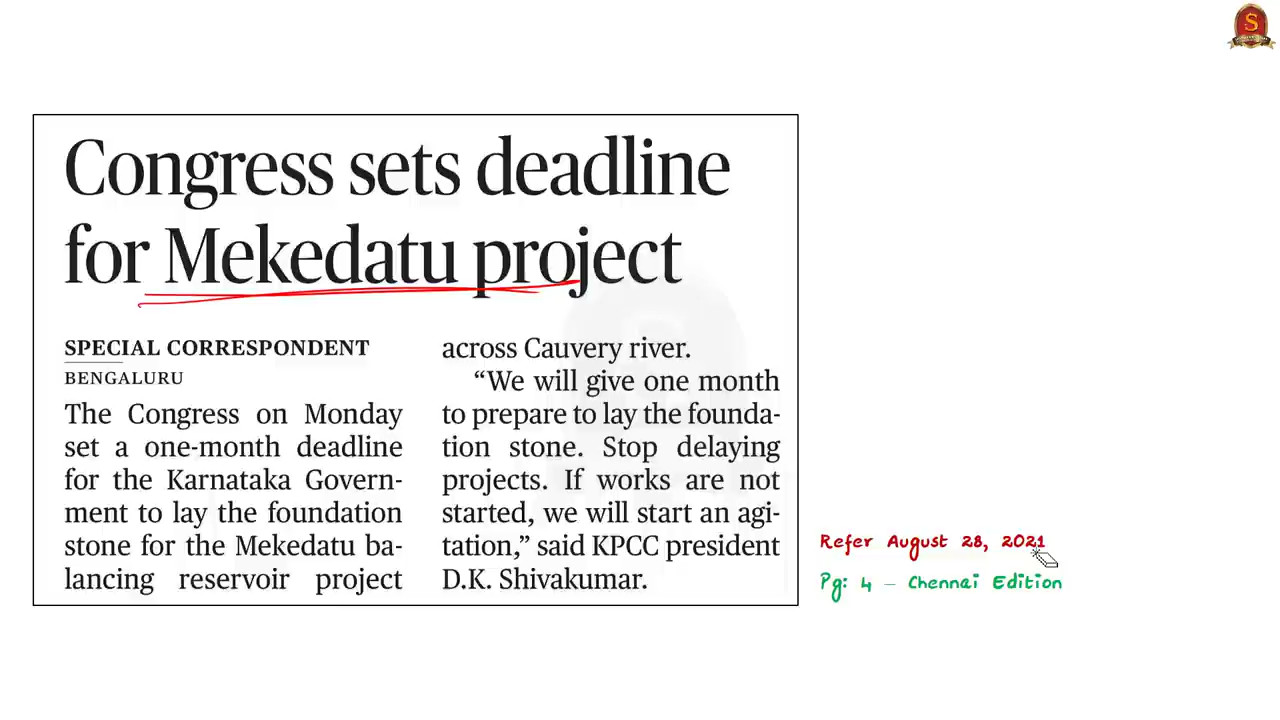 S
Congress sets deadline
for Mekedatu project
SPECIAL CORRESPONDENT
BENGALURU
The Congress on Monday
set a one-month deadline
for the Karnataka Govern-
ment to lay the foundation
stone for the Mekedatu ba-
lancing reservoir project
across Cauvery river.
“We will give one month
to prepare to lay the founda-
tion stone. Stop delaying
projects. If works are not
started, we will start an agi-
tation,” said KPCC president
D.K. Shivakumar.
Refer August 28, 2021
Pg: 4 – Chennai Edition